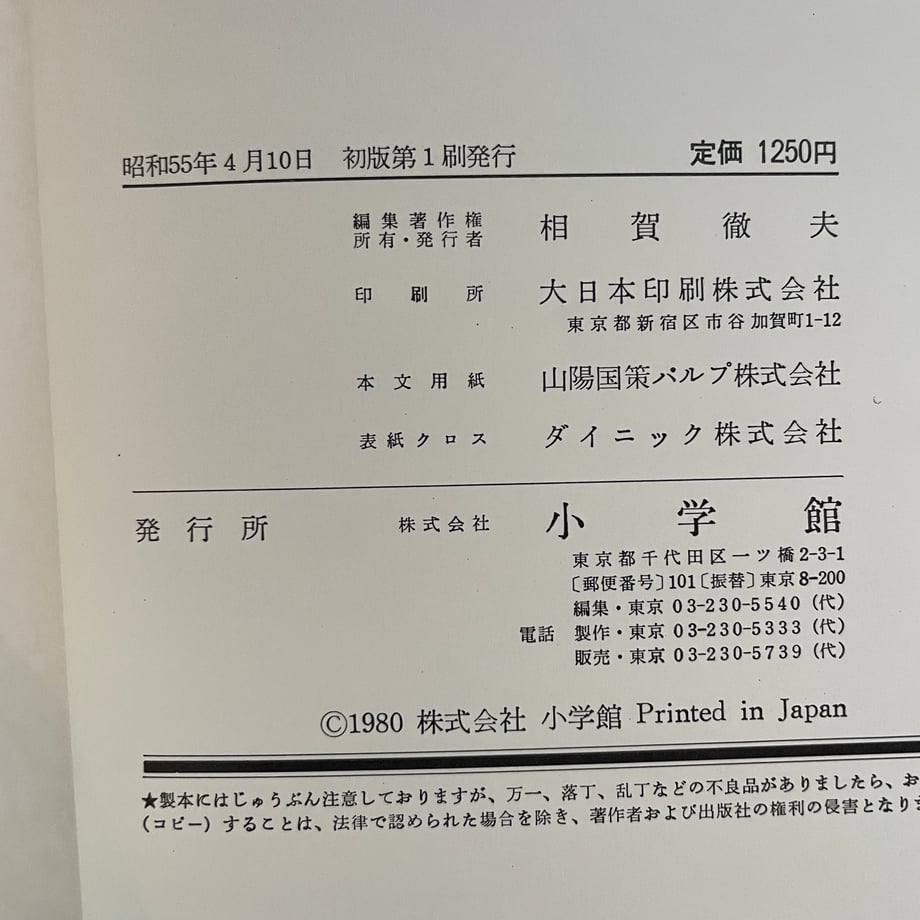 昭和55年4月10日　初版第1刷発行　定価 1250円
編集著作権
所有・発行者　相賀徹夫
印刷所　大日本印刷株式会社
東京都新宿区市谷加賀町1-12
本文用紙　山陽国策パルプ株式会社
表紙クロス　ダイニック株式会社
発行所　株式会社　小学館
東京都千代田区一ツ橋2-3-1
〔郵便番号〕101〔振替〕東京8-200
編集・東京 03-230-5540（代）
電話　製作・東京 03-230-5333（代）
販売・東京 03-230-5739（代）
©1980 株式会社 小学館 Printed in Japan
★製本にはじゅうぶん注意しておりますが、万一、落丁、乱丁などの不良品がありましたら、お
（コピー）することは、法律で認められた場合を除き、著作者および出版社の権利の侵害となりま